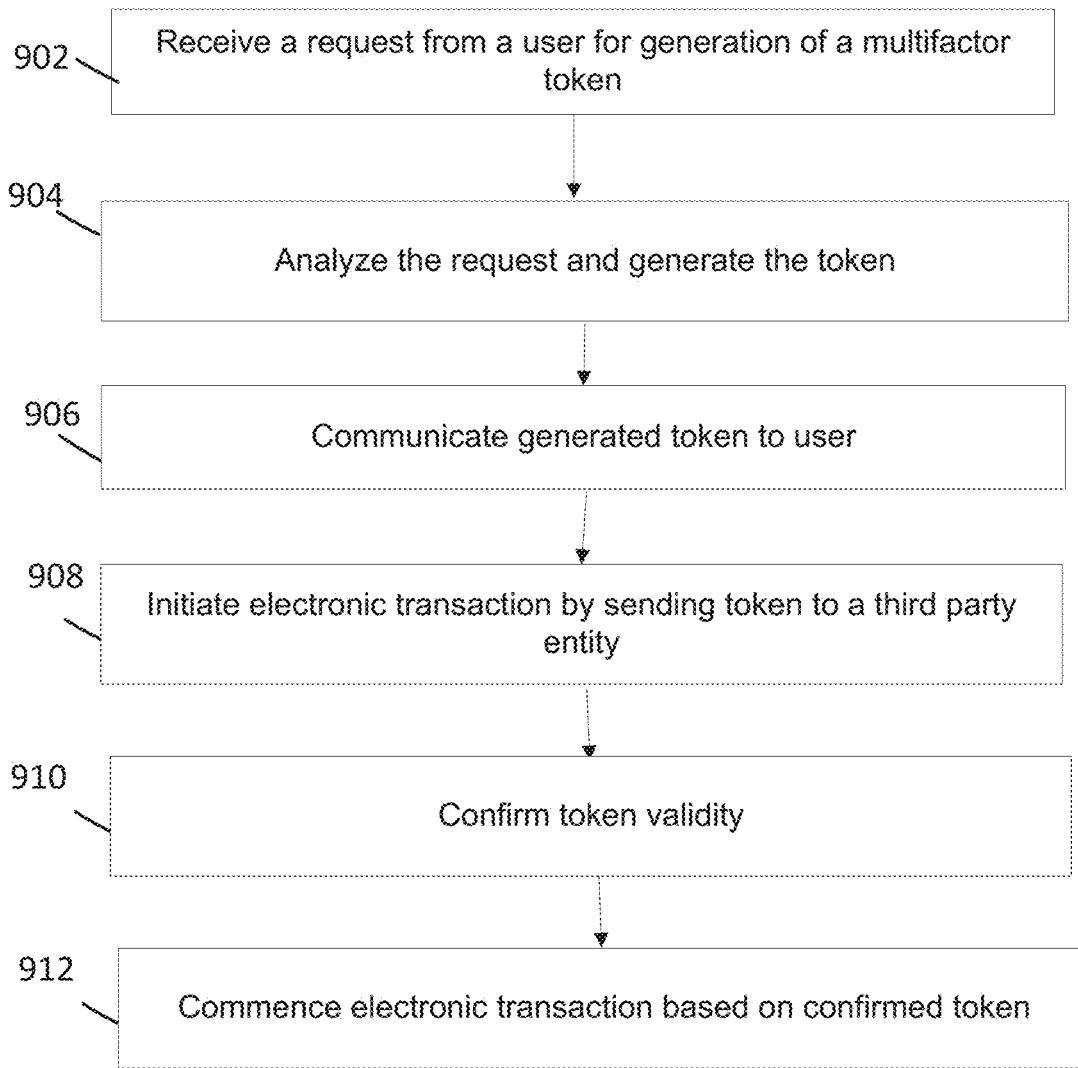 902
Receive a request from a user for generation of a multifactor
token
904
Analyze the request and generate the token
906
Communicate generated token to user
908
Initiate electronic transaction by sending token to a third party
entity
910
Confirm token validity
912
Commence electronic transaction based on confirmed token